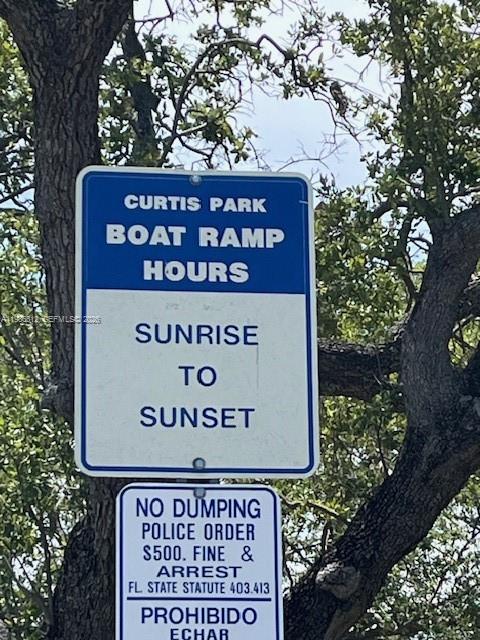 CURTIS PARK
BOAT RAMP
HOURS
SUNRISE
TO
SUNSET
NO DUMPING
POLICE ORDER
$500. FINE &
ARREST
FL. STATE STATUTE 403.413
PROHIBIDO
ECHAR